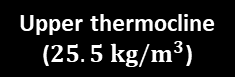 Upper thermocline
(25.5 kg/m³)